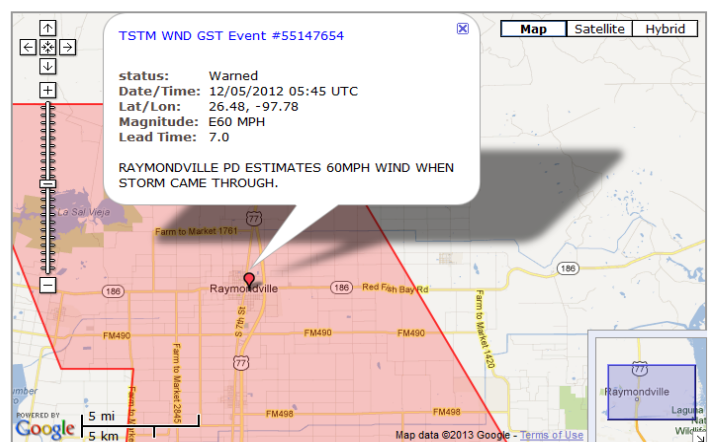 TSTM WND GST Event #55147654
status: Warned
Date/Time: 12/05/2012 05:45 UTC
Lat/Lon: 26.48, -97.78
Magnitude: E60 MPH
Lead Time: 7.0
RAYMONDVILLE PD ESTIMATES 60MPH WIND WHEN
STORM CAME THROUGH.
Map Satellite Hybrid
La Sal Vieja
77
Farm to Market 1761
186
Raymondville
186
Red Fish Bay Rd
186
S 7th St
Farm to Market 1420
FM490
FM490
FM490
Farm to Market 2845
77
77
Raymondville
Laguna
Nat
Wildlife
FM498
FM498
POWERED BY
Google
5 mi
5 km
Map data ©2013 Google - Terms of Use